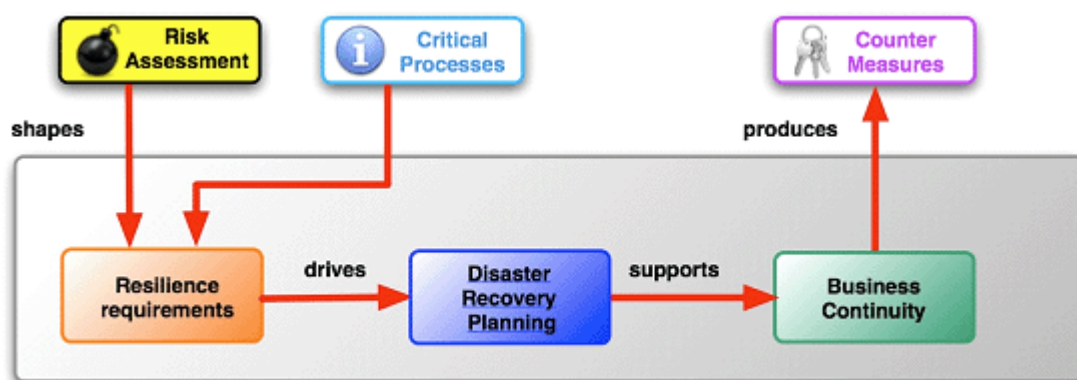 Risk
Assessment
Critical
Processes
Counter
Measures
shapes
produces
Resilience
requirements
drives
Disaster
Recovery
Planning
supports
Business
Continuity